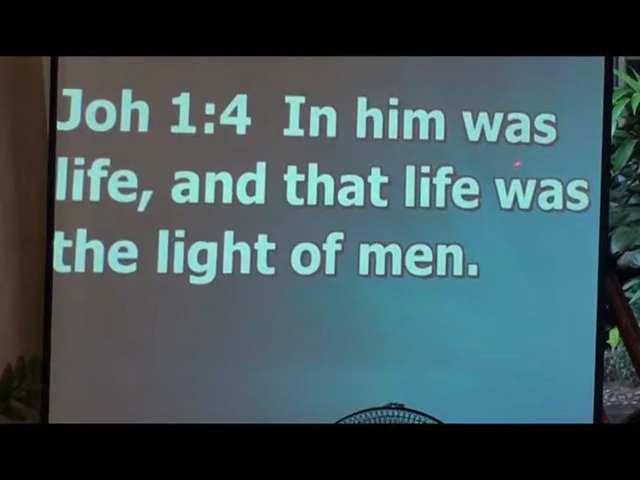 Joh 1:4 In him was
life, and that life was
the light of men.